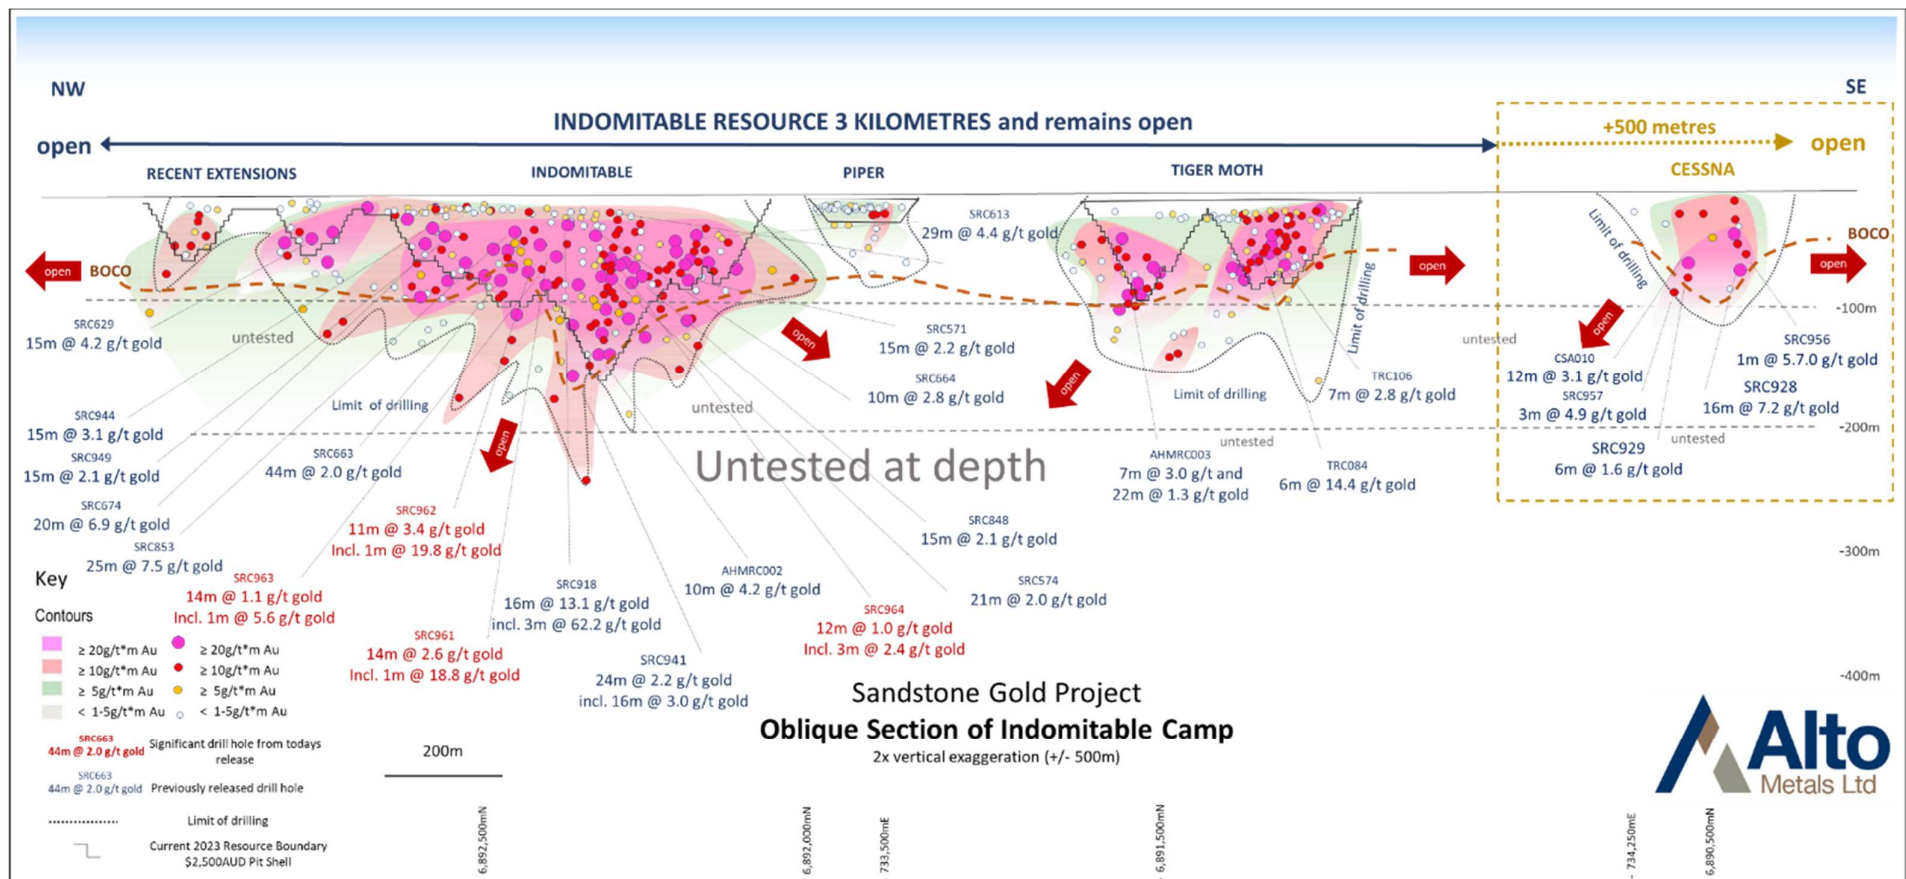 NW
SE
INDOMITABLE RESOURCE 3 KILOMETRES and remains open
+500 metres
open
open
RECENT EXTENSIONS
INDOMITABLE
PIPER
TIGER MOTH
CESSNA
SRC613
29m @ 4.4 g/t gold
Limit of drilling
BOCO
open
BOCO
open
open
Limit of drilling
-100m
SRC629
15m @ 4.2 g/t gold
untested
open
SRC571
15m @ 2.2 g/t gold
untested
open
SRC956
1m @ 5.7.0 g/t gold
CSA010
12m @ 3.1 g/t gold
SRC664
10m @ 2.8 g/t gold
open
TRC106
7m @ 2.8 g/t gold
SRC957
3m @ 4.9 g/t gold
SRC928
16m @ 7.2 g/t gold
Limit of drilling
untested
Limit of drilling
SRC944
15m @ 3.1 g/t gold
-200m
open
untested
untested
SRC949
15m @ 2.1 g/t gold
SRC663
44m @ 2.0 g/t gold
Untested at depth
AHMRC003
7m @ 3.0 g/t and
22m @ 1.3 g/t gold
TRC084
6m @ 14.4 g/t gold
SRC929
6m @ 1.6 g/t gold
SRC674
20m @ 6.9 g/t gold
SRC962
11m @ 3.4 g/t gold
Incl. 1m @ 19.8 g/t gold
SRC848
15m @ 2.1 g/t gold
SRC853
25m @ 7.5 g/t gold
-300m
SRC963
14m @ 1.1 g/t gold
Incl. 1m @ 5.6 g/t gold
SRC918
16m @ 13.1 g/t gold
incl. 3m @ 62.2 g/t gold
AHMRC002
10m @ 4.2 g/t gold
SRC574
21m @ 2.0 g/t gold
SRC964
12m @ 1.0 g/t gold
Incl. 3m @ 2.4 g/t gold
SRC961
14m @ 2.6 g/t gold
Incl. 1m @ 18.8 g/t gold
SRC941
24m @ 2.2 g/t gold
incl. 16m @ 3.0 g/t gold
-400m
Key
Contours
≥ 20g/t*m Au ≥ 20g/t*m Au
≥ 10g/t*m Au ≥ 10g/t*m Au
≥ 5g/t*m Au ≥ 5g/t*m Au
< 1-5g/t*m Au < 1-5g/t*m Au
SRC663
44m @ 2.0 g/t gold
Significant drill hole from todays
release
SRC663
44m @ 2.0 g/t gold
Previously released drill hole
Limit of drilling
Current 2023 Resource Boundary
$2,500AUD Pit Shell
200m
Sandstone Gold Project
Oblique Section of Indomitable Camp
2x vertical exaggeration (+/- 500m)
Alto
Metals Ltd
6,892,500mN
6,892,000mN
733,500mE
- 6,891,500mN
- 734,250mE
6,890,500mN